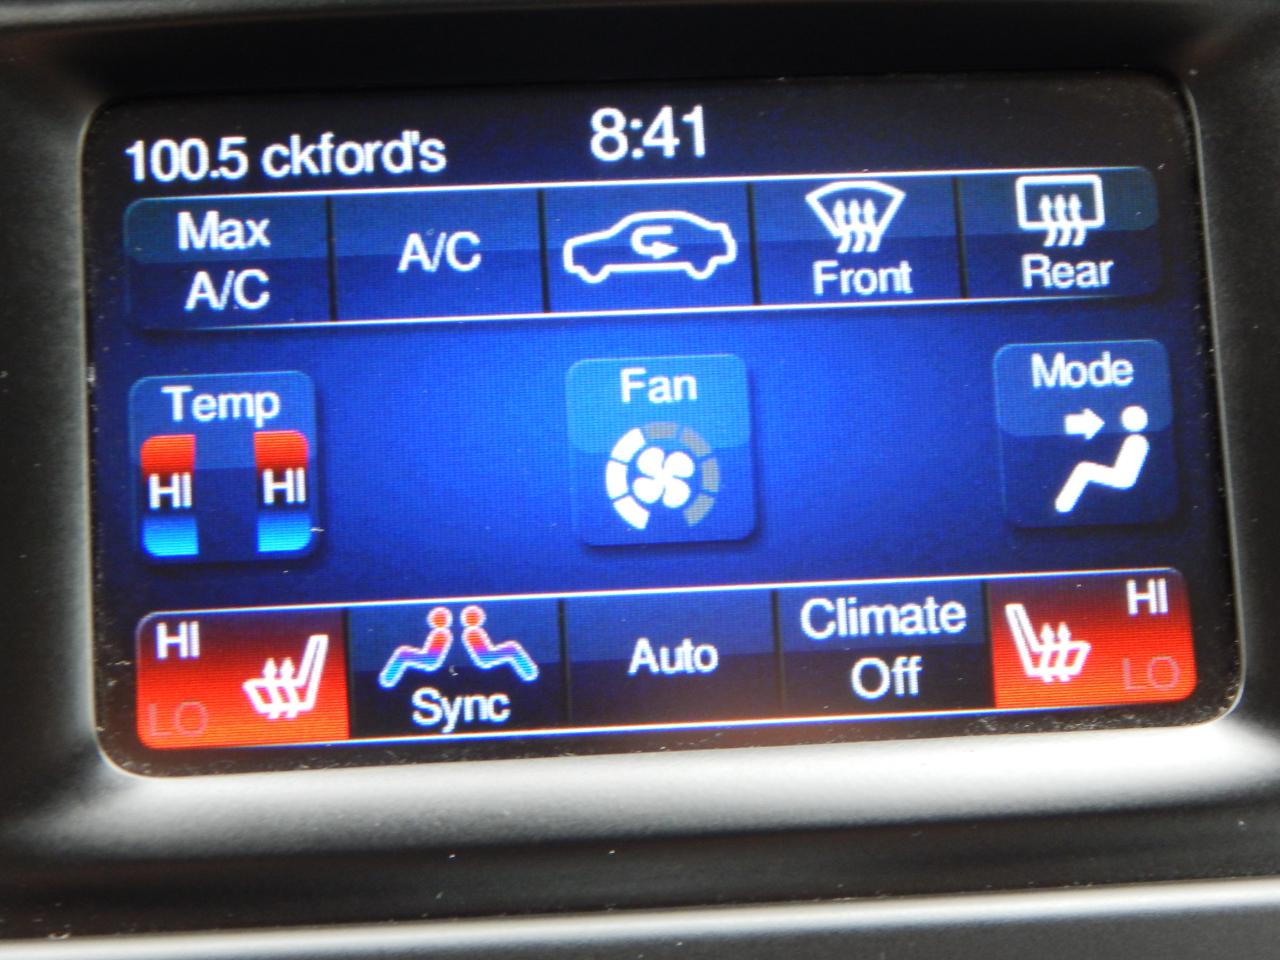 100.5 ckford's
8:41
Max
A/C
A/C
Front
Rear
Temp
HI
HI
Fan
Mode
HI
LO
Sync
Auto
Climate
Off
HI
LO